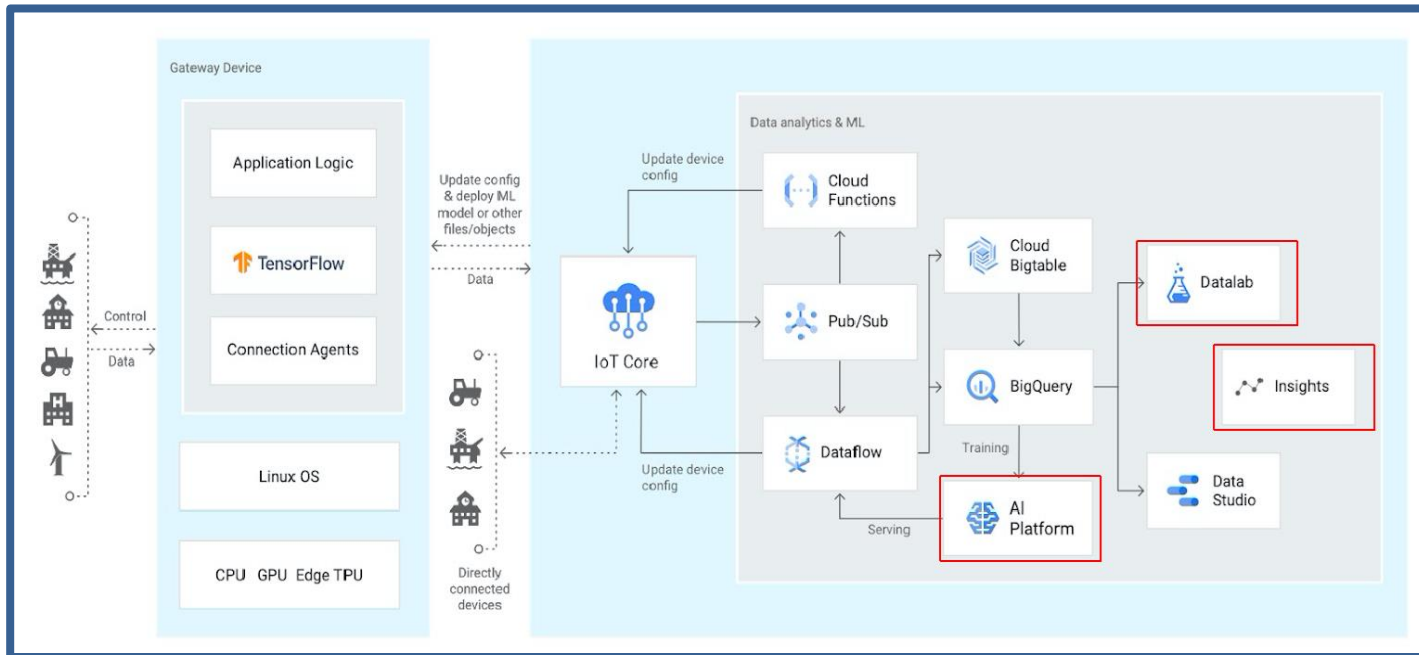 Gateway Device
Application Logic
TensorFlow
Connection Agents
Linux OS
CPU GPU Edge TPU
Control
Data
Update config
& deploy ML
model or other
files/objects
Data
Directly
connected
devices
IoT Core
Data analytics & ML
Update device
config
Cloud
Functions
Pub/Sub
Dataflow
Update device
config
Cloud
Bigtable
BigQuery
Training
AI
Platform
Serving
Datalab
Insights
Data
Studio